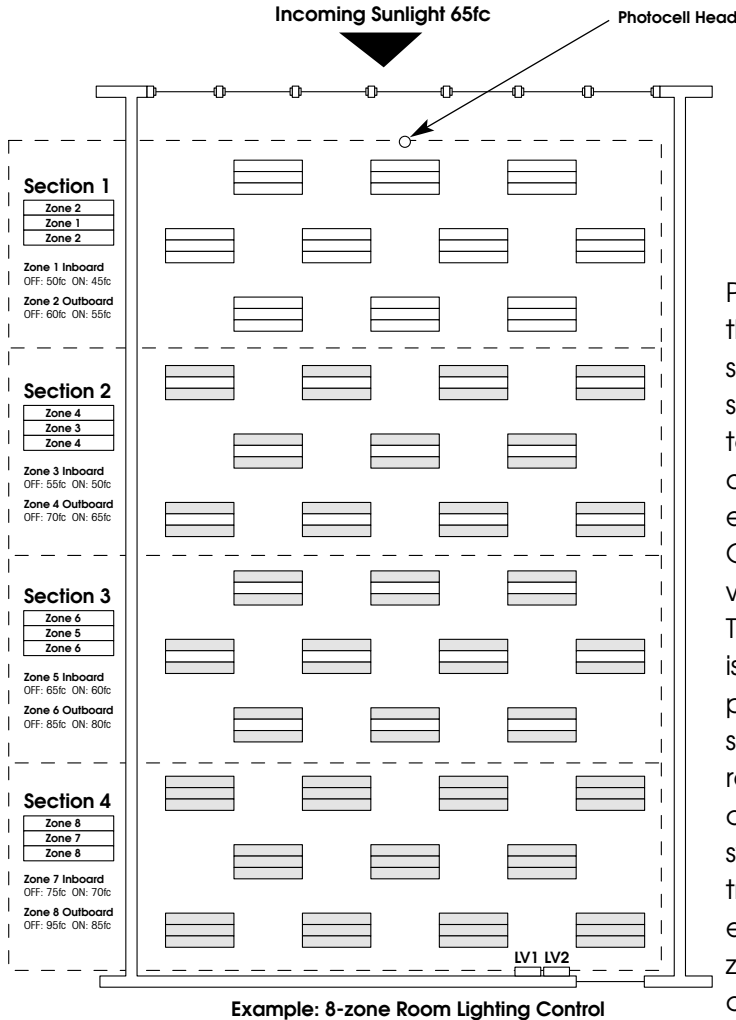 Incoming Sunlight 65fc
Photocell Head
Section 1
Zone 2
Zone 1
Zone 2
Zone 1 Inboard
OFF: 50fc ON: 45fc
Zone 2 Outboard
OFF: 60fc ON: 55fc
Section 2
Zone 4
Zone 3
Zone 4
Zone 3 Inboard
OFF: 55fc ON: 50fc
Zone 4 Outboard
OFF: 70fc ON: 65fc
Section 3
Zone 6
Zone 5
Zone 6
Zone 5 Inboard
OFF: 65fc ON: 60fc
Zone 6 Outboard
OFF: 85fc ON: 80fc
Section 4
Zone 8
Zone 7
Zone 8
Zone 7 Inboard
OFF: 75fc ON: 70fc
Zone 8 Outboard
OFF: 95fc ON: 85fc
LV1 LV2
Example: 8-zone Room Lighting Control